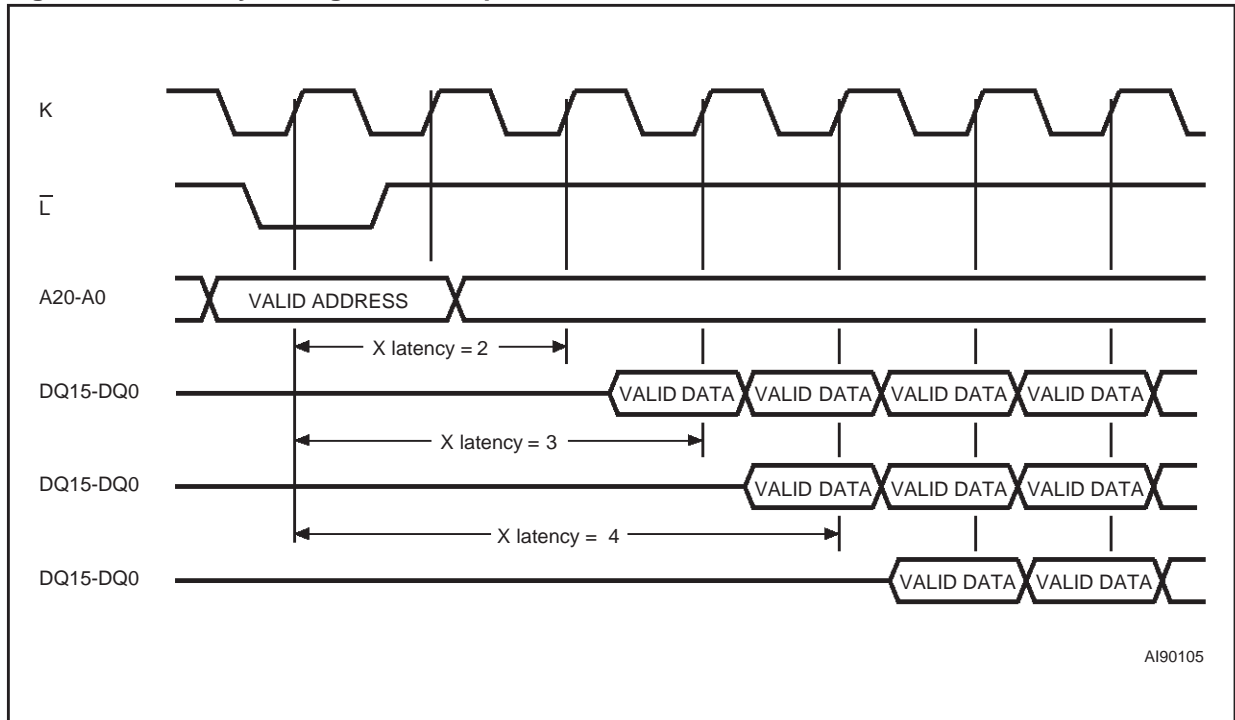 K
L
A20-A0
VALID ADDRESS
X latency = 2
DQ15-DQ0
VALID DATA VALID DATA VALID DATA VALID DATA
X latency = 3
DQ15-DQ0
VALID DATA VALID DATA VALID DATA
X latency = 4
DQ15-DQ0
VALID DATA VALID DATA
AI90105